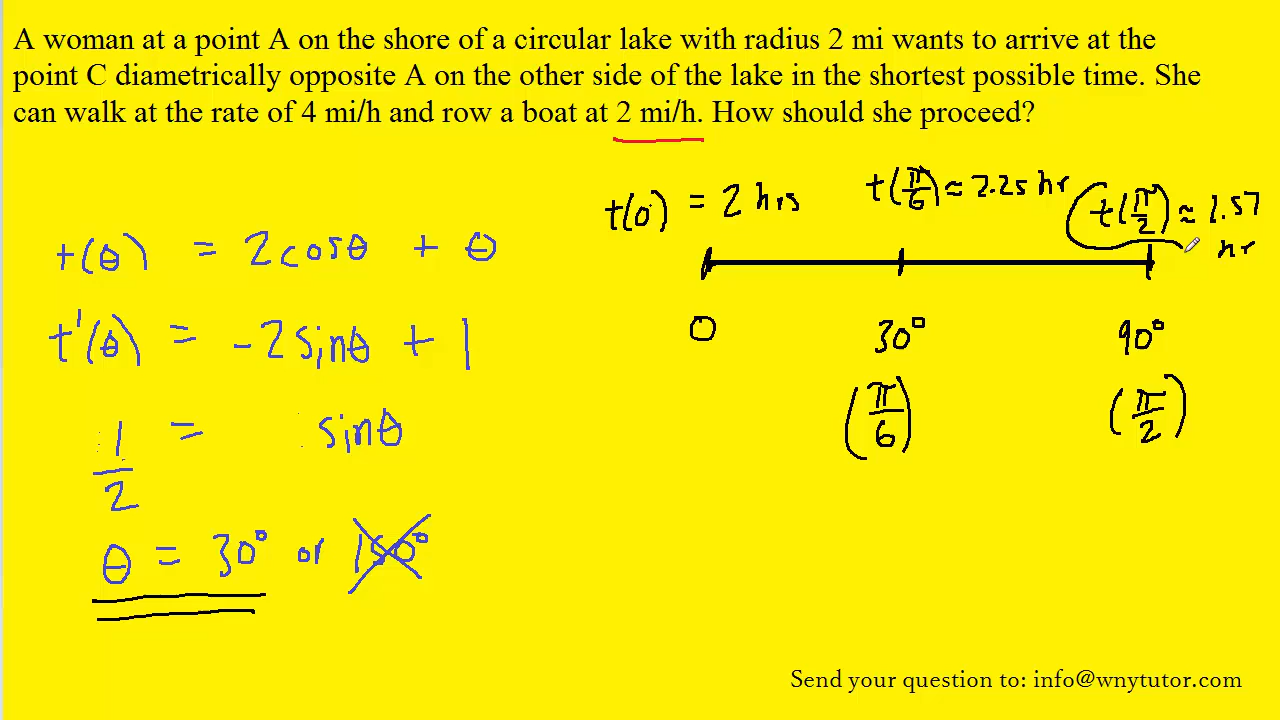 A woman at a point A on the shore of a circular lake with radius 2 mi wants to arrive at the
point C diametrically opposite A on the other side of the lake in the shortest possible time. She
can walk at the rate of 4 mi/h and row a boat at 2 mi/h. How should she proceed?
t(0) = 2 hrs
t(π/6) ≈ 2.25 hr
t(π/2) ≈ 1.57 hr
0 30° 90°
(π/6) (π/2)
t(θ) = 2cosθ + θ
t'(θ) = -2sinθ + 1
1/2 = sinθ
θ = 30° or 150°
Send your question to: info@wnytutor.com